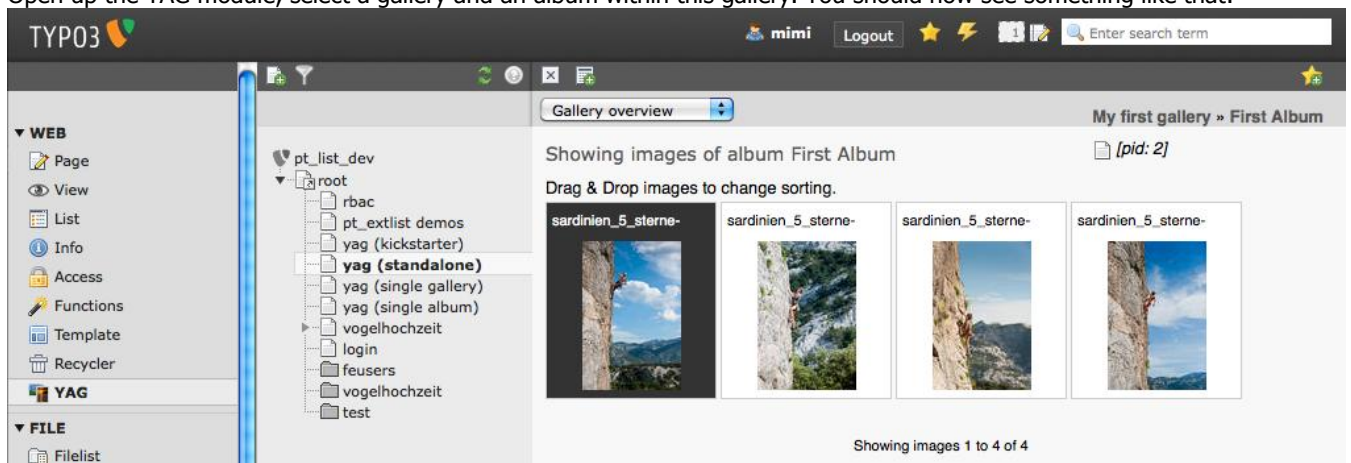 Open up the YAG module, select a gallery and an album within this gallery. You should now see something like that:
TYPO3
mimi
Logout
1
Enter search term
Gallery overview
My first gallery » First Album
[pid: 2]
WEB
Page
View
List
Info
Access
Functions
Template
Recycler
YAG
FILE
Filelist
pt_list_dev
root
rbac
pt_extlist demos
yag (kickstarter)
yag (standalone)
yag (single gallery)
yag (single album)
vogelhochzeit
login
feusers
vogelhochzeit
test
Showing images of album First Album
Drag & Drop images to change sorting.
sardinien_5_sterne- sardinien_5_sterne- sardinien_5_sterne- sardinien_5_sterne-
Showing images 1 to 4 of 4